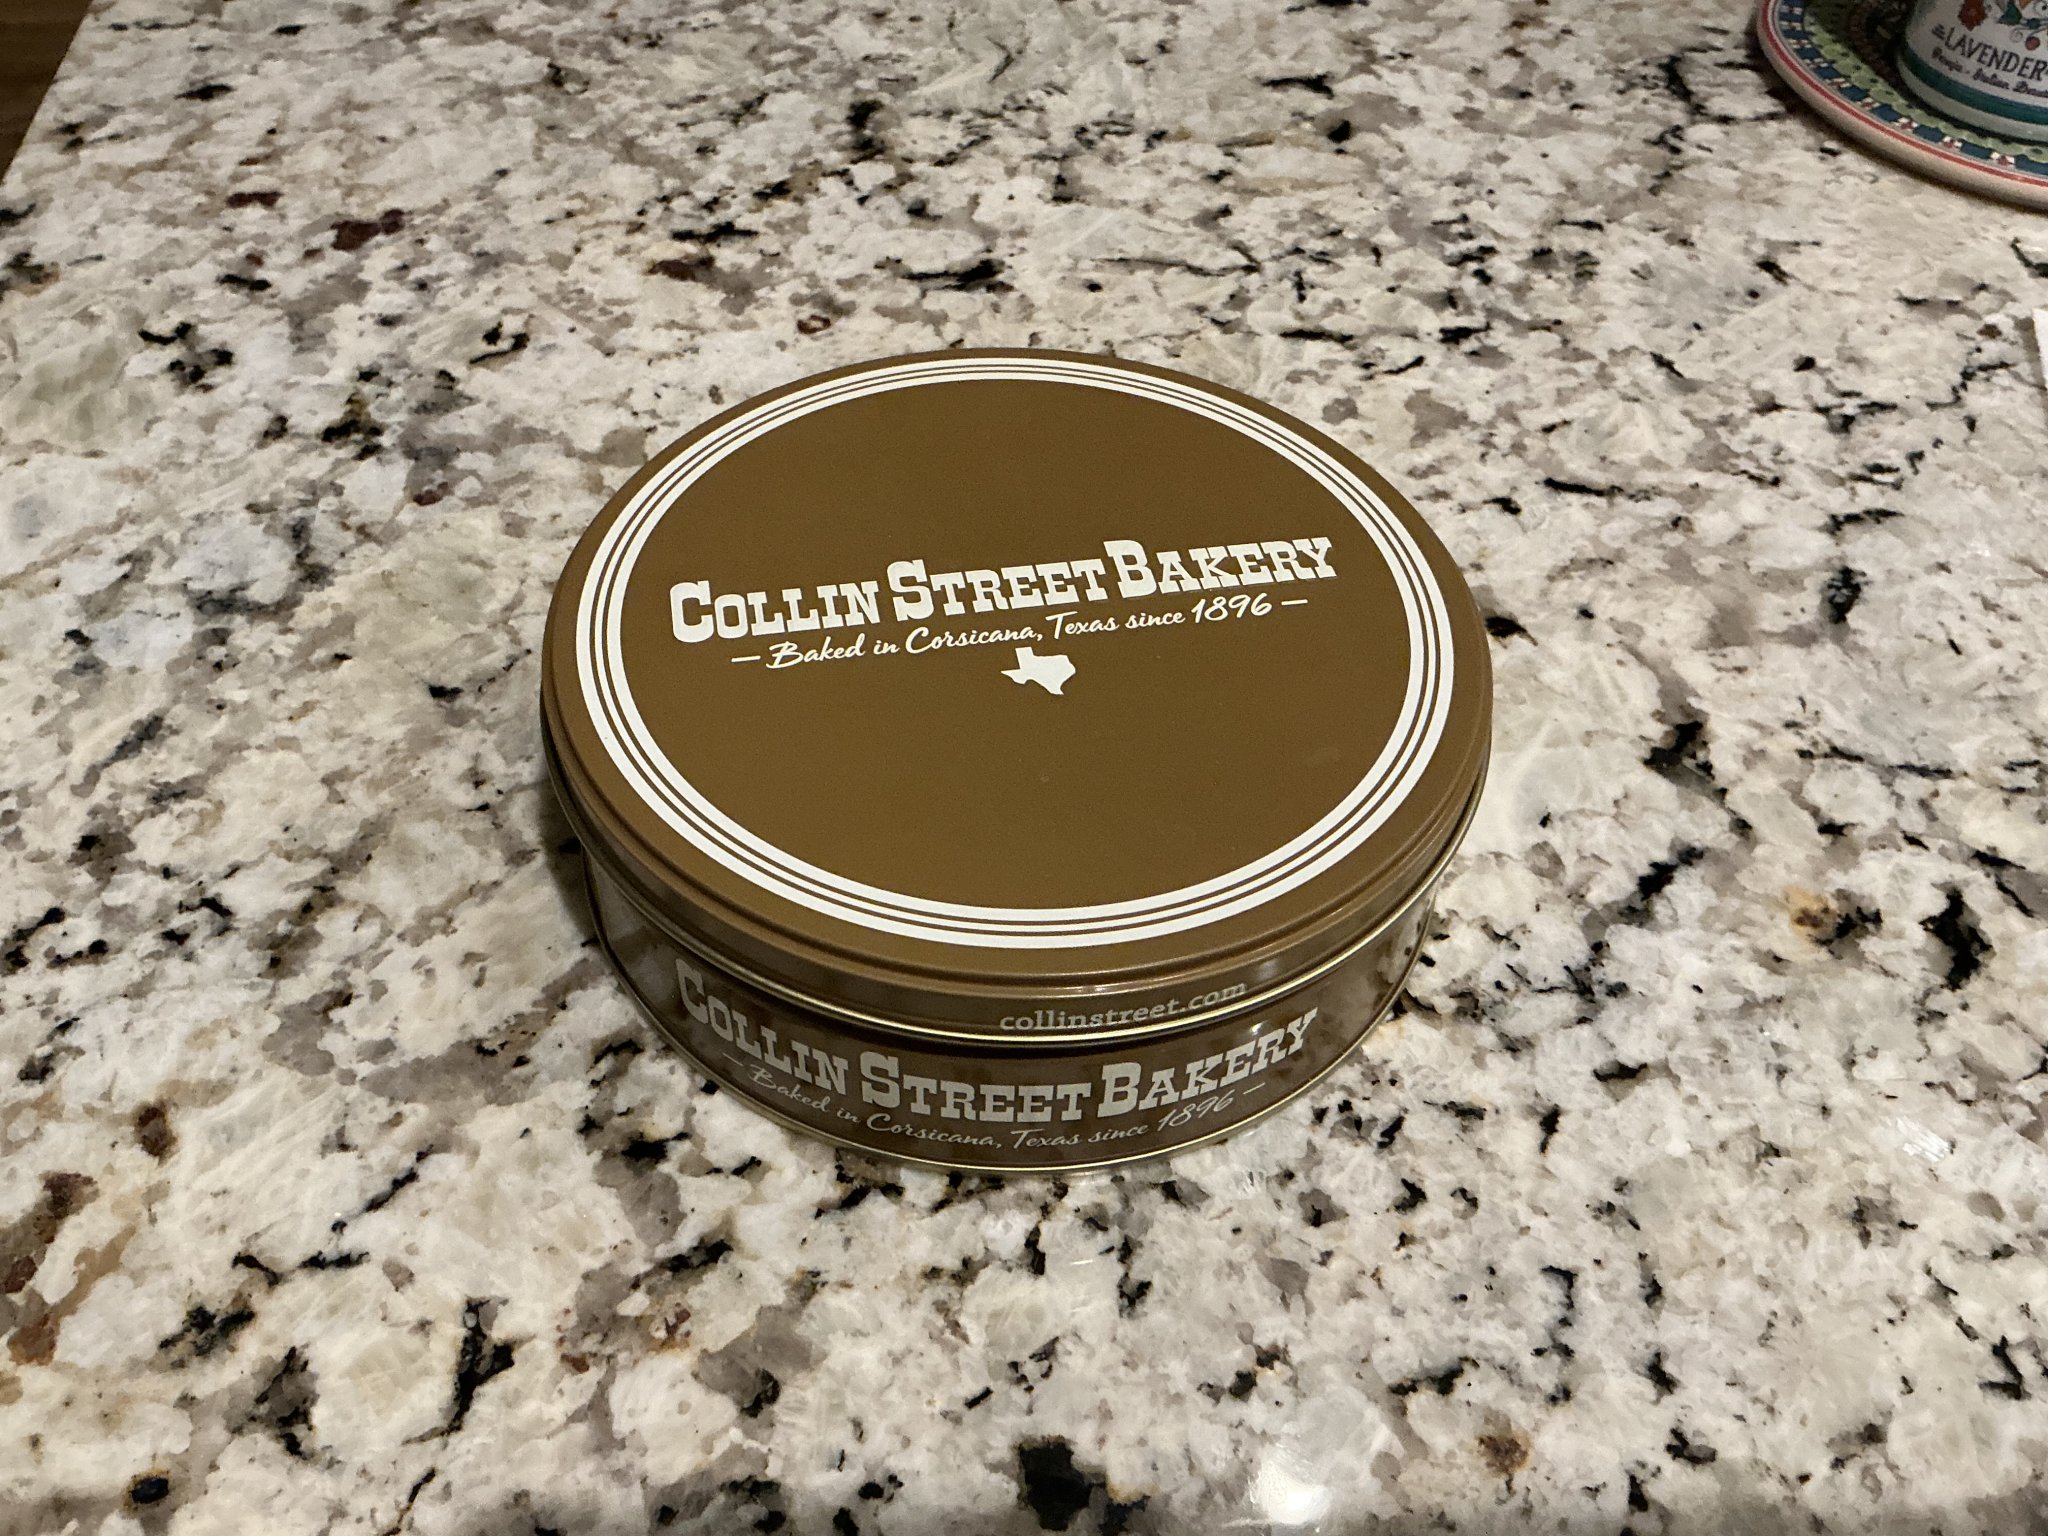 LAVENDER
COLLIN STREET BAKERY
— Baked in Corsicana, Texas since 1896 —
collinstreet.com
COLLIN STREET BAKERY
— Baked in Corsicana, Texas since 1896 —